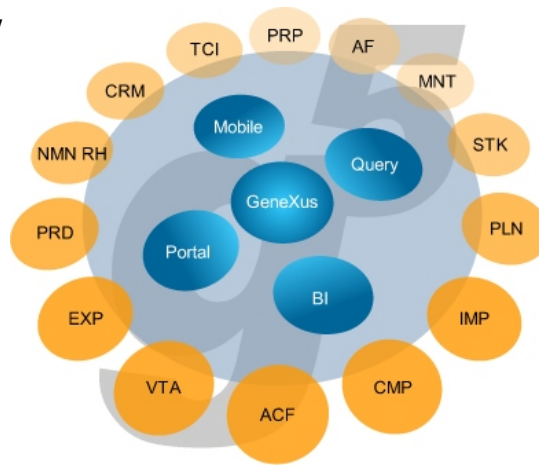 PRP
AF
TCI
MNT
CRM
Mobile
STK
NMN RH
Query
GeneXus
PRD
PLN
Portal
BI
EXP
IMP
VTA
CMP
ACF
g5